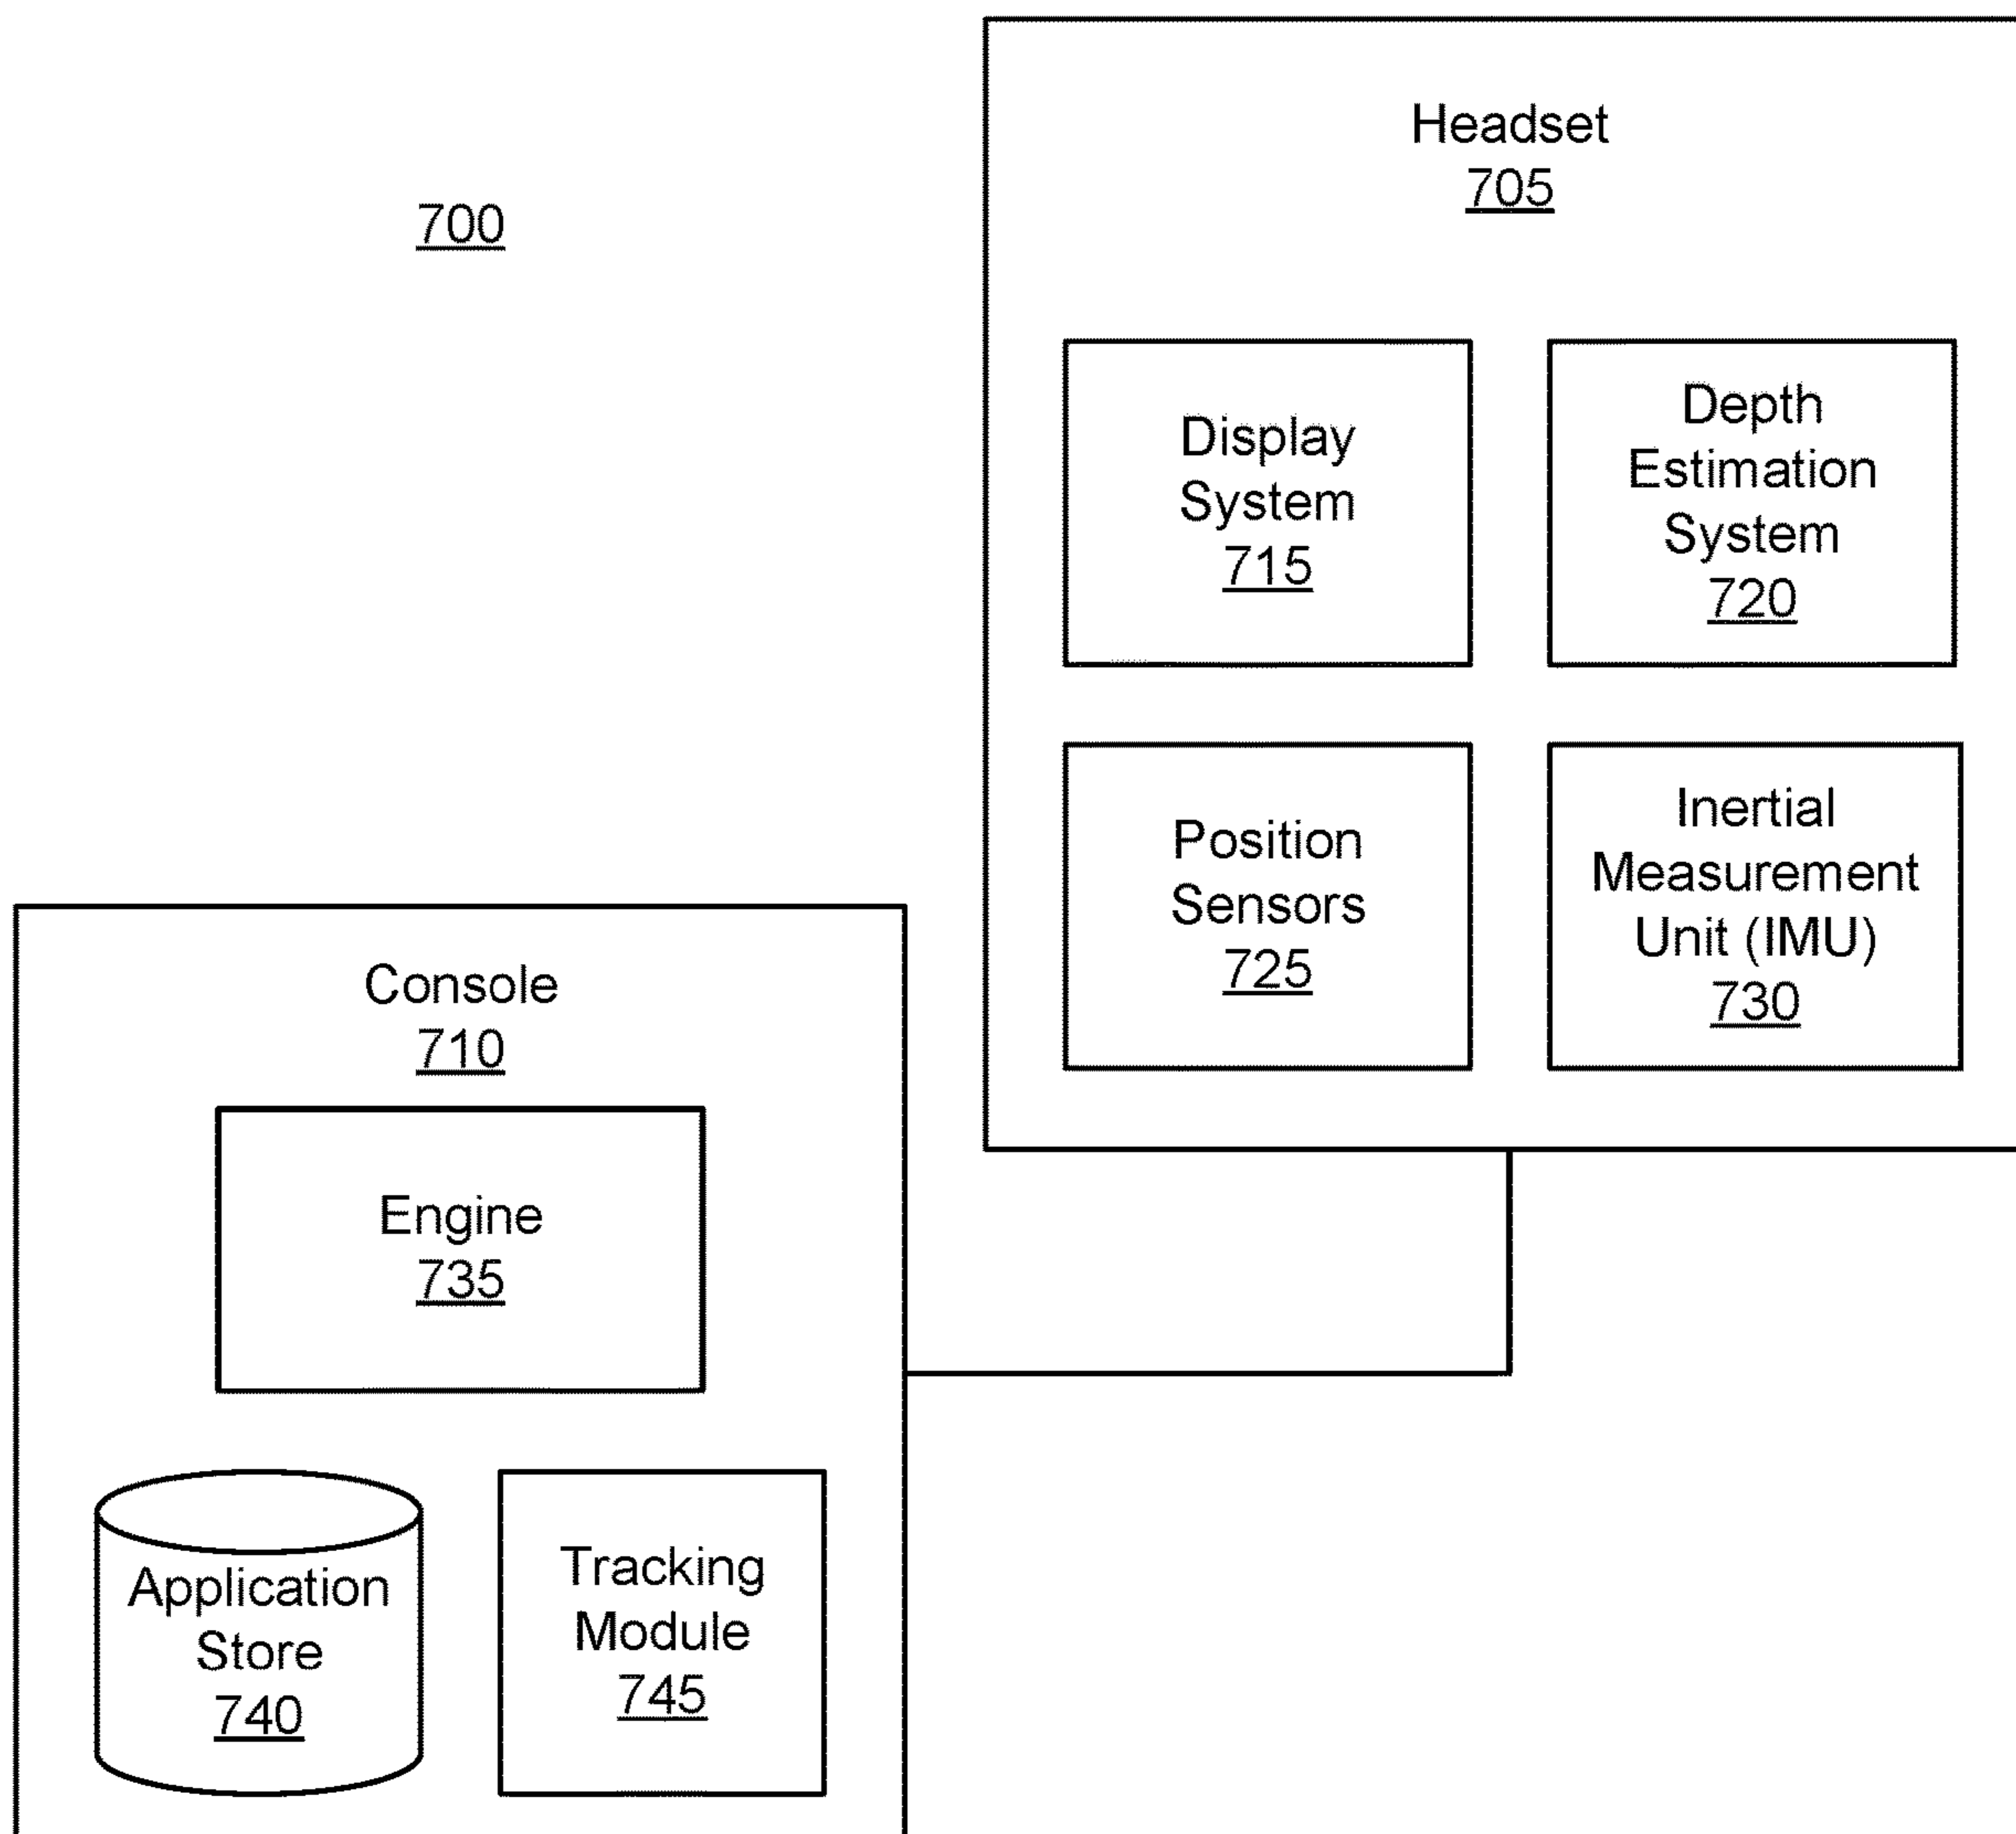 700
Headset
705
Display
System
715
Depth
Estimation
System
720
Position
Sensors
725
Inertial
Measurement
Unit (IMU)
730
Console
710
Engine
735
Application
Store
740
Tracking
Module
745